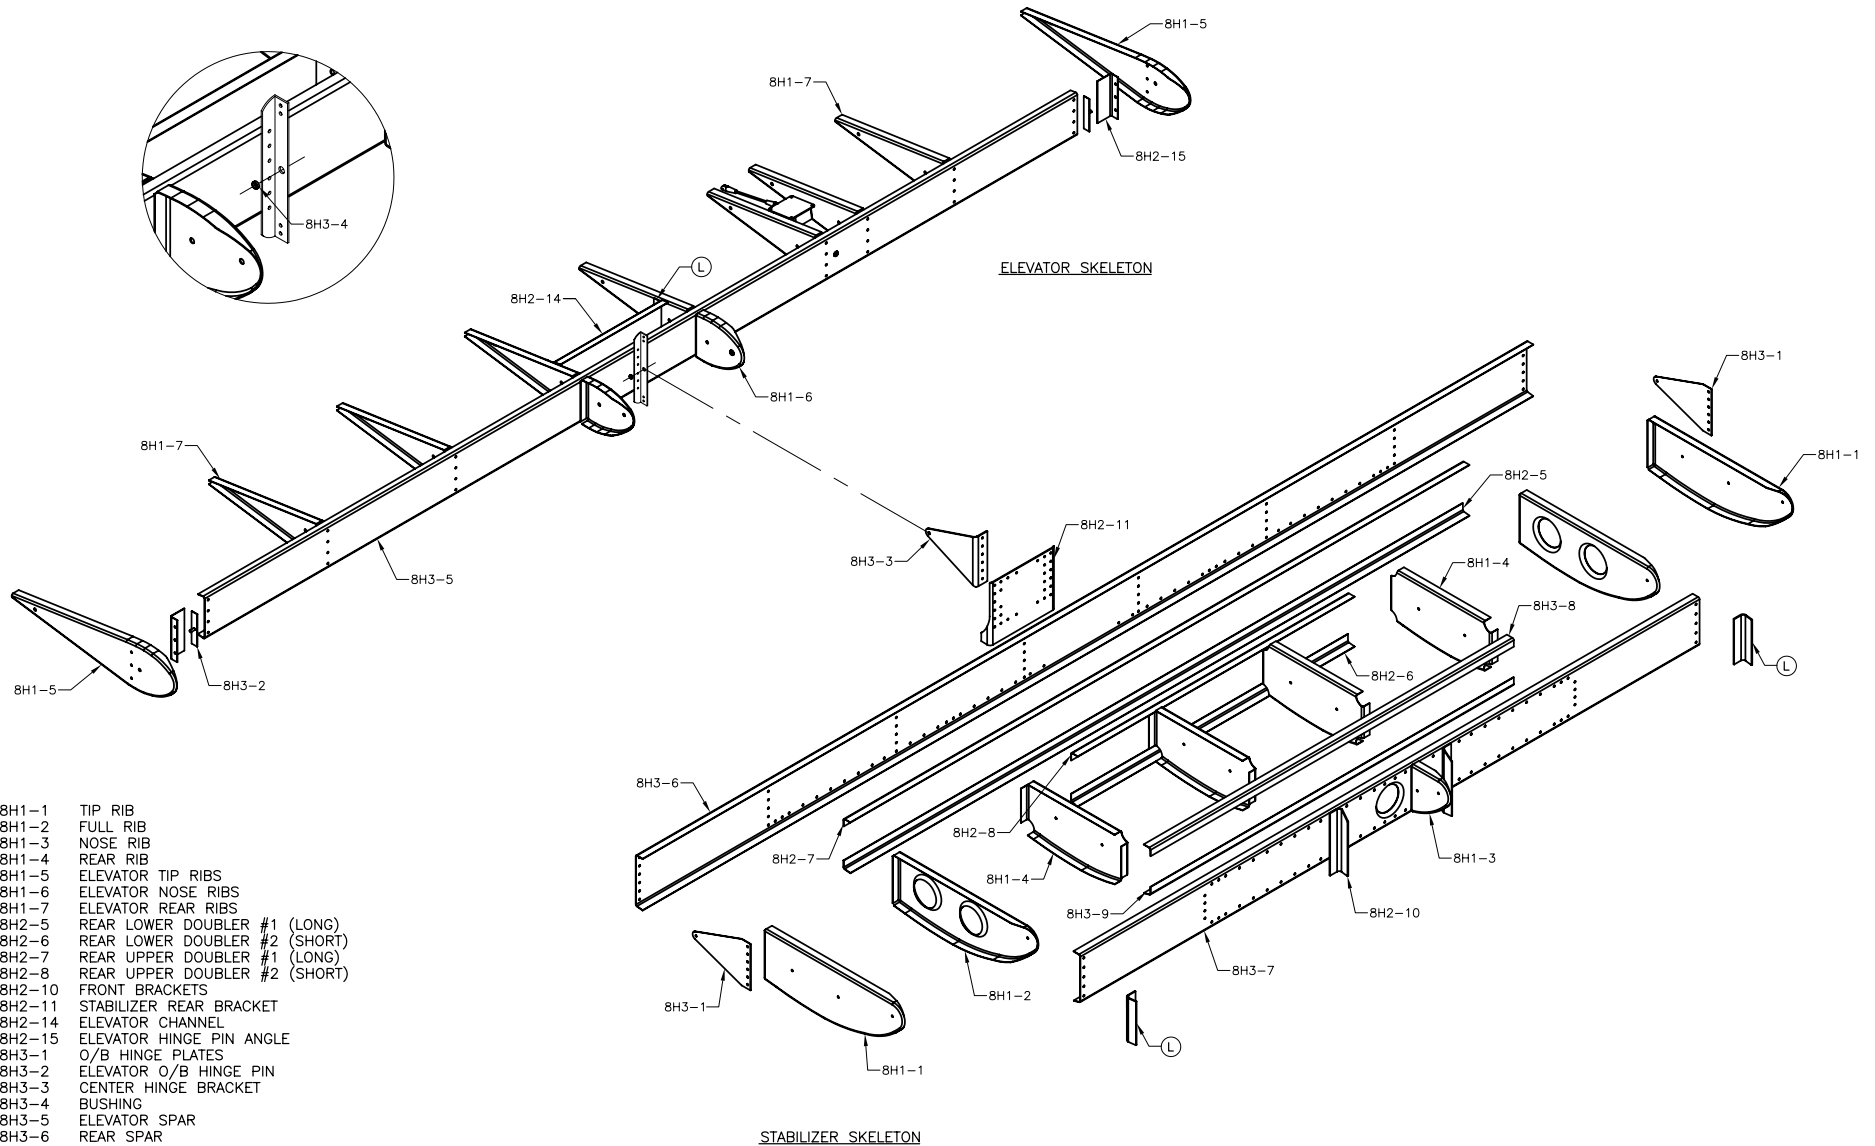 8H1-5
8H1-7
8H2-15
8H3-4
ELEVATOR SKELETON
L
8H2-14
8H1-6
8H1-7
8H3-5
8H3-3
8H2-11
8H3-1
8H1-1
8H2-5
8H1-4
8H3-8
8H2-6
L
8H1-5
8H3-2
8H3-6
8H2-8
8H2-7
8H1-4
8H1-3
8H3-9
8H2-10
8H3-7
8H1-2
8H3-1
L
8H1-1
8H1-1 TIP RIB
8H1-2 FULL RIB
8H1-3 NOSE RIB
8H1-4 REAR RIB
8H1-5 ELEVATOR TIP RIBS
8H1-6 ELEVATOR NOSE RIBS
8H1-7 ELEVATOR REAR RIBS
8H2-5 REAR LOWER DOUBLER #1 (LONG)
8H2-6 REAR LOWER DOUBLER #2 (SHORT)
8H2-7 REAR UPPER DOUBLER #1 (LONG)
8H2-8 REAR UPPER DOUBLER #2 (SHORT)
8H2-10 FRONT BRACKETS
8H2-11 STABILIZER REAR BRACKET
8H2-14 ELEVATOR CHANNEL
8H2-15 ELEVATOR HINGE PIN ANGLE
8H3-1 O/B HINGE PLATES
8H3-2 ELEVATOR O/B HINGE PIN
8H3-3 CENTER HINGE BRACKET
8H3-4 BUSHING
8H3-5 ELEVATOR SPAR
8H3-6 REAR SPAR
STABILIZER SKELETON